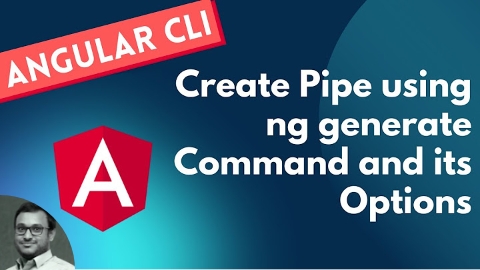 ANGULAR CLI
Create Pipe using
ng generate
Command and its
Options
A